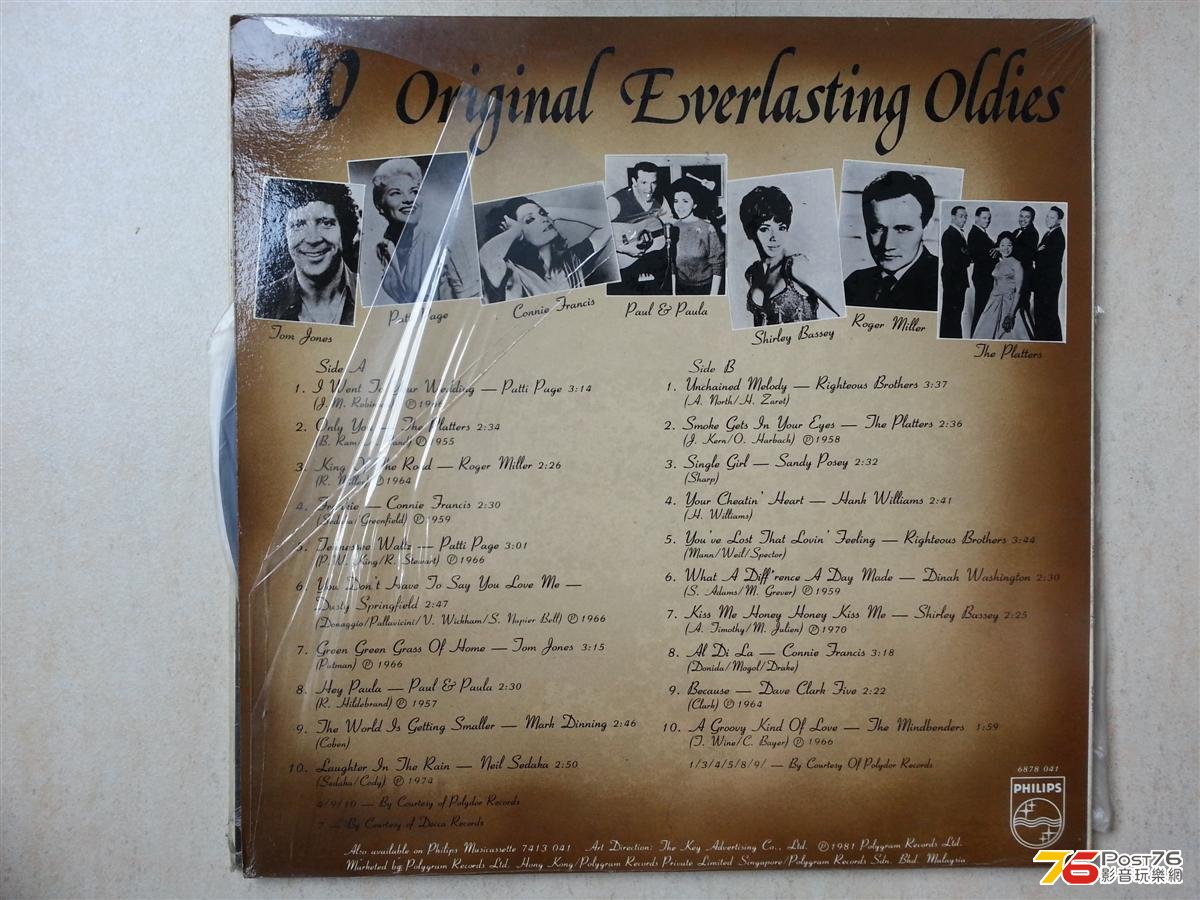 20 Original Everlasting Oldies
Tom Jones
Patti Page
Connie Francis
Paul & Paula
Shirley Bassey
Roger Miller
The Platters
Side A
1. I Went To Your Wedding — Patti Page 3:14
(J. M. Robinson) ℗
2. Only You — The Platters 2:34
(B. Ram/A. Rand) ℗ 1955
3. King Of The Road — Roger Miller 2:26
(R. Miller) ℗ 1964
4. Frankie — Connie Francis 2:30
(Sedaka/Greenfield) ℗ 1959
5. Tennessee Waltz — Patti Page 3:01
(P. W. King/R. Stewart) ℗ 1966
6. You Don't Have To Say You Love Me —
Dusty Springfield 2:47
(Donaggio/Pallavicini/V. Wickham/S. Napier Bell) ℗ 1966
7. Green Green Grass Of Home — Tom Jones 3:15
(Putman) ℗ 1966
8. Hey Paula — Paul & Paula 2:30
(R. Hildebrand) ℗ 1957
9. The World Is Getting Smaller — Mark Dinning 2:46
(Coben)
10. Laughter In The Rain — Neil Sedaka 2:50
(Sedaka/Cody) ℗ 1974
4/9/10 — By Courtesy of Polydor Records
7 — By Courtesy of Decca Records
Side B
1. Unchained Melody — Righteous Brothers 3:37
(A. North/H. Zaret)
2. Smoke Gets In Your Eyes — The Platters 2:36
(J. Kern/O. Harbach) ℗ 1958
3. Single Girl — Sandy Posey 2:32
(Sharp)
4. Your Cheatin' Heart — Hank Williams 2:41
(H. Williams)
5. You've Lost That Lovin' Feeling — Righteous Brothers 3:44
(Mann/Weil/Spector)
6. What A Diff'rence A Day Made — Dinah Washington 2:30
(S. Adams/M. Grever) ℗ 1959
7. Kiss Me Honey Honey Kiss Me — Shirley Bassey 2:25
(A. Timothy/M. Julien) ℗ 1970
8. Al Di La — Connie Francis 3:18
(Donida/Mogol/Drake)
9. Because — Dave Clark Five 2:22
(Clark) ℗ 1964
10. A Groovy Kind Of Love — The Mindbenders 1:59
(T. Wine/C. Bayer) ℗ 1966
1/3/4/5/8/9/ — By Courtesy Of Polydor Records
6878 041
PHILIPS
Also available on Philips Musicassette 7413 041 Art Direction: The Key Advertising Co., Ltd. ℗ 1981 Polygram Records Ltd.
Marketed by Polygram Records Ltd. Hong Kong/Polygram Records Private Limited Singapore/Polygram Records Sdn. Bhd. Malaysia
76 Post76
影音玩樂網